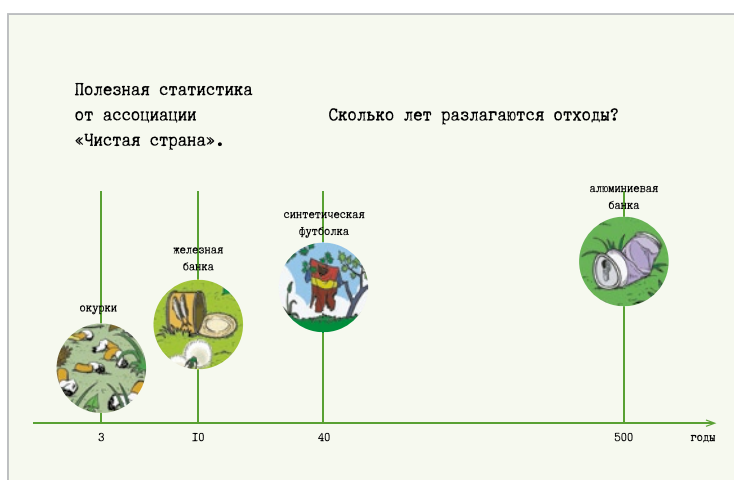 Полезная статистика
от ассоциации
«Чистая страна».
Сколько лет разлагаются отходы?
алюминиевая
банка
синтетическая
футболка
железная
банка
окурки
3
10
40
500
годы